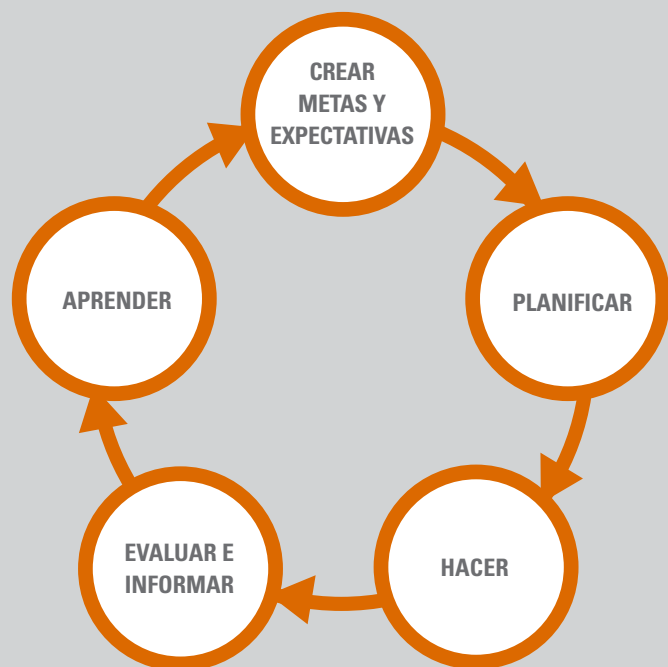 CREAR
METAS Y
EXPECTATIVAS
PLANIFICAR
HACER
EVALUAR E
INFORMAR
APRENDER